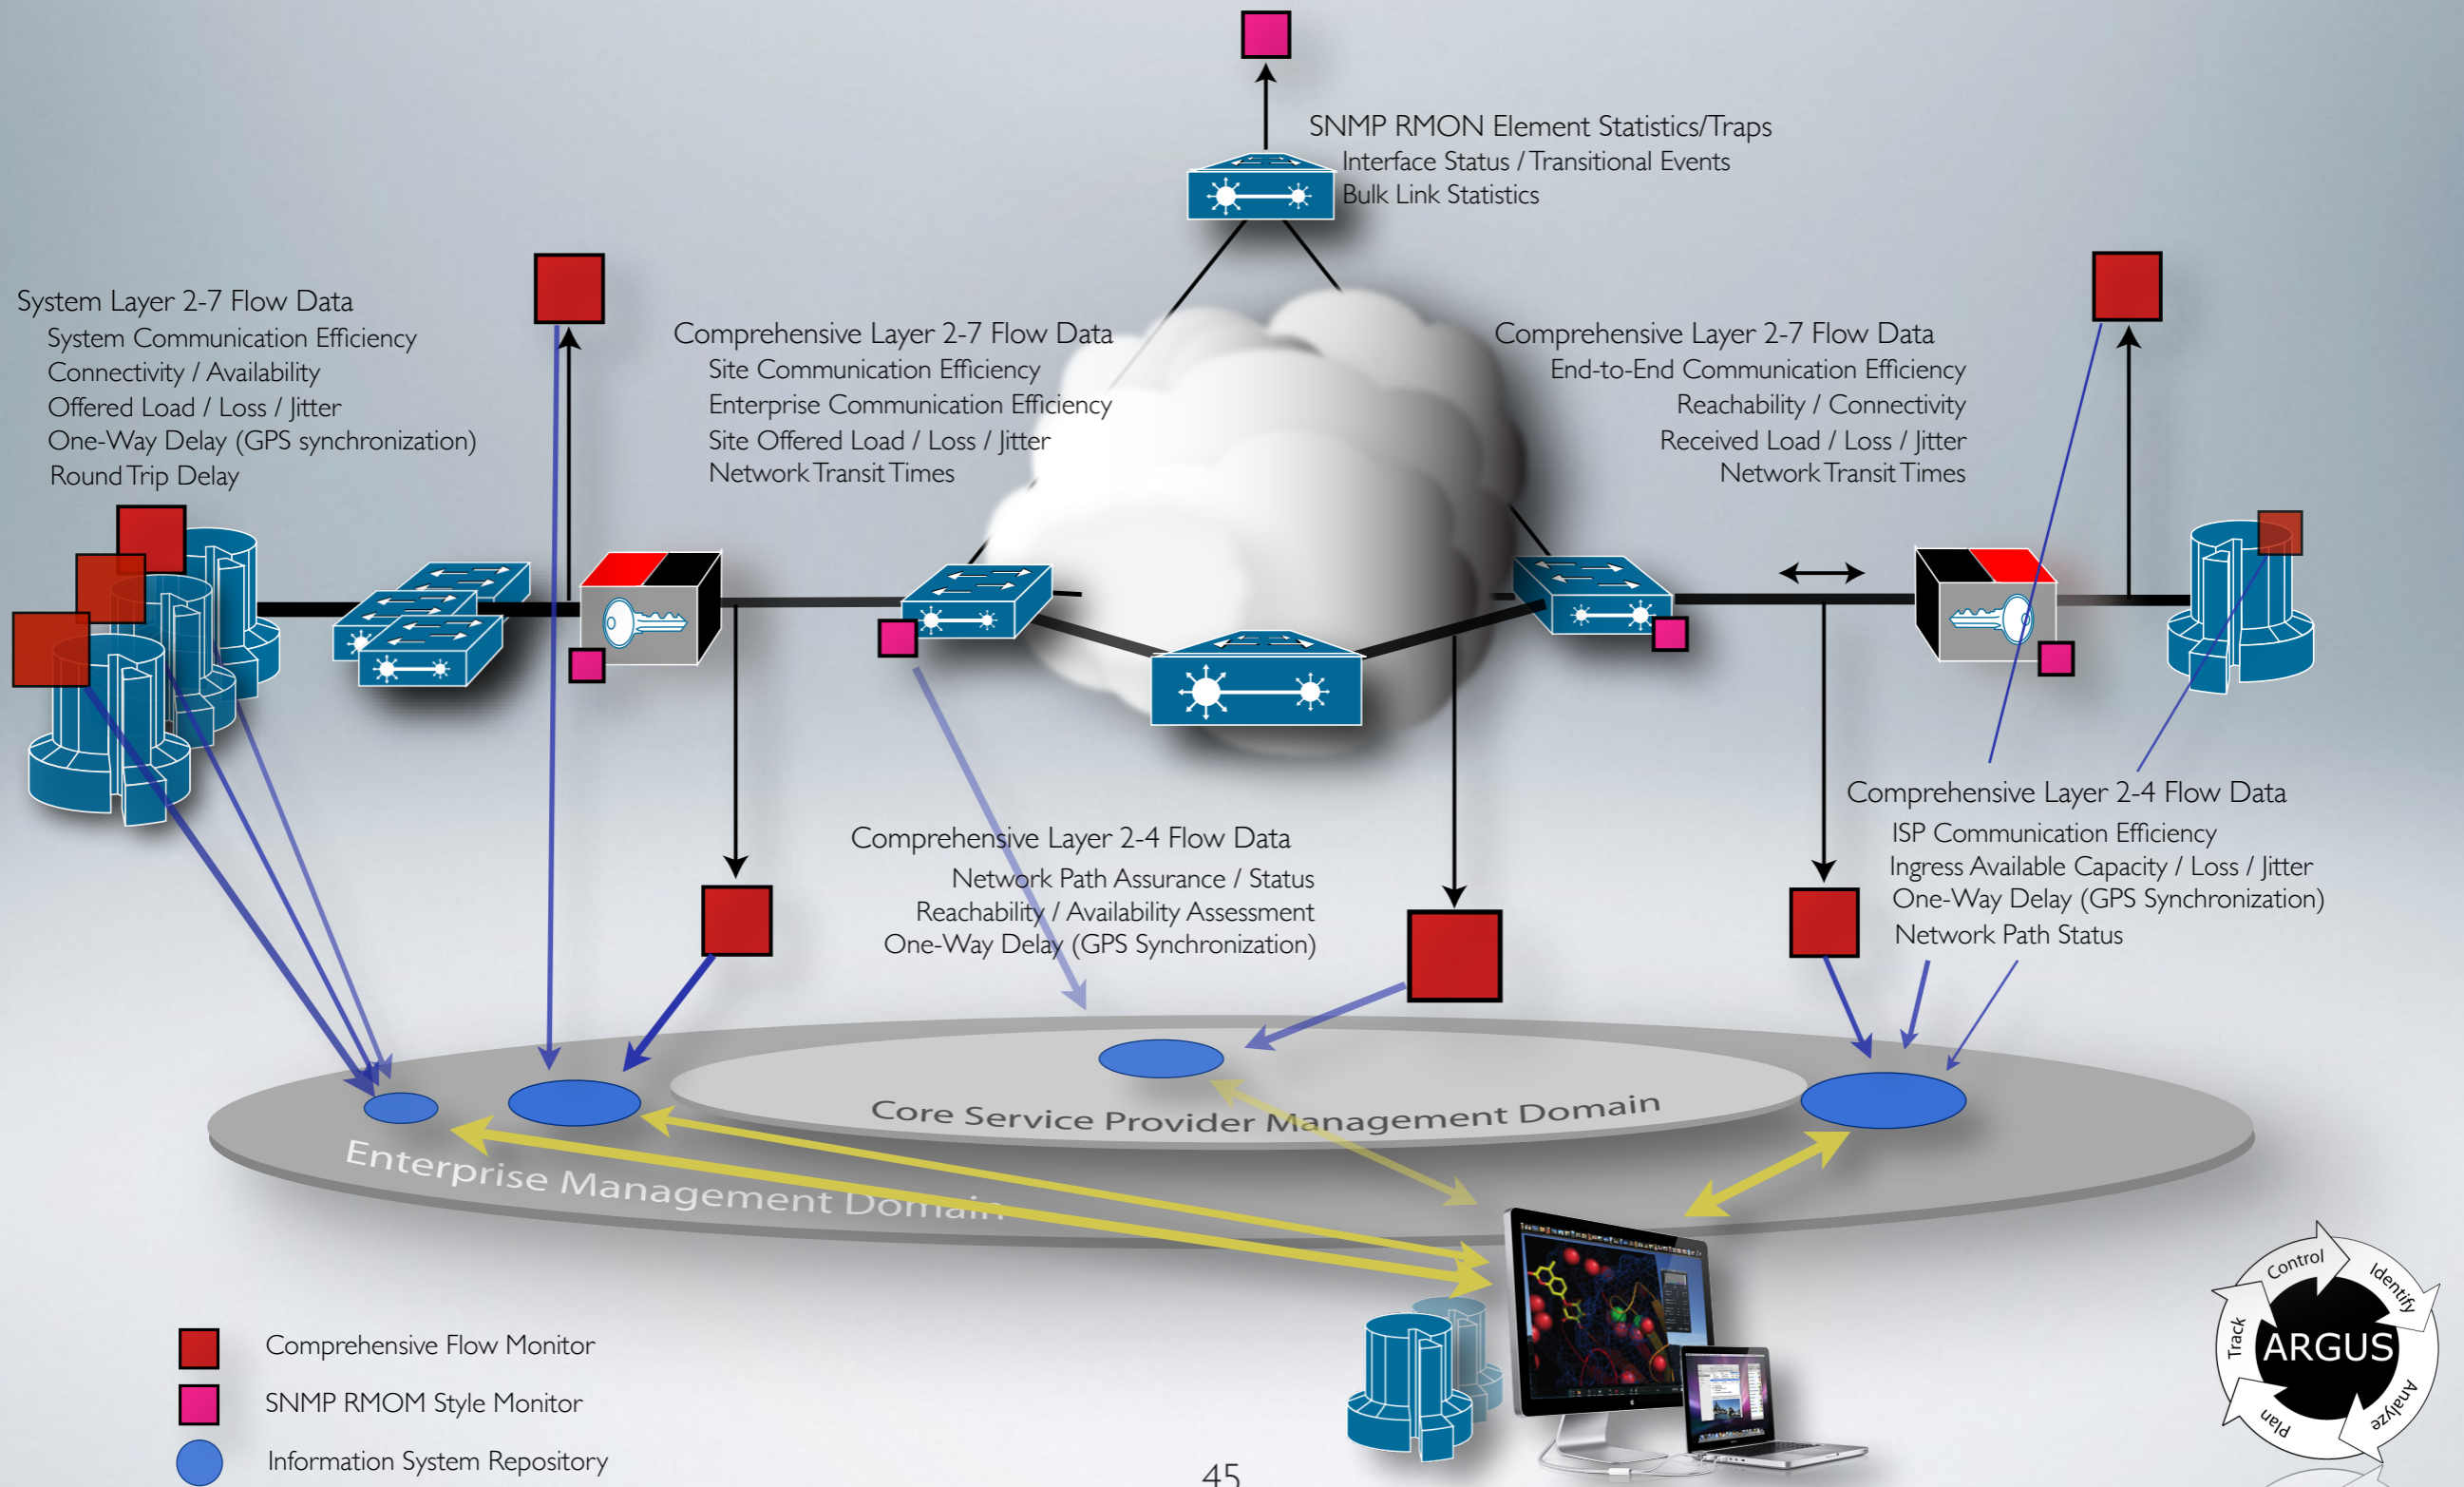 SNMP RMON Element Statistics/Traps
Interface Status / Transitional Events
Bulk Link Statistics
System Layer 2-7 Flow Data
System Communication Efficiency
Connectivity / Availability
Offered Load / Loss / Jitter
One-Way Delay (GPS synchronization)
Round Trip Delay
Comprehensive Layer 2-7 Flow Data
Site Communication Efficiency
Enterprise Communication Efficiency
Site Offered Load / Loss / Jitter
Network Transit Times
Comprehensive Layer 2-7 Flow Data
End-to-End Communication Efficiency
Reachability / Connectivity
Received Load / Loss / Jitter
Network Transit Times
Comprehensive Layer 2-4 Flow Data
Network Path Assurance / Status
Reachability / Availability Assessment
One-Way Delay (GPS Synchronization)
Comprehensive Layer 2-4 Flow Data
ISP Communication Efficiency
Ingress Available Capacity / Loss / Jitter
One-Way Delay (GPS Synchronization)
Network Path Status
Core Service Provider Management Domain
Enterprise Management Domain
Comprehensive Flow Monitor
SNMP RMOM Style Monitor
Information System Repository
45
Control
Identify
Analyze
Plan
Track
ARGUS